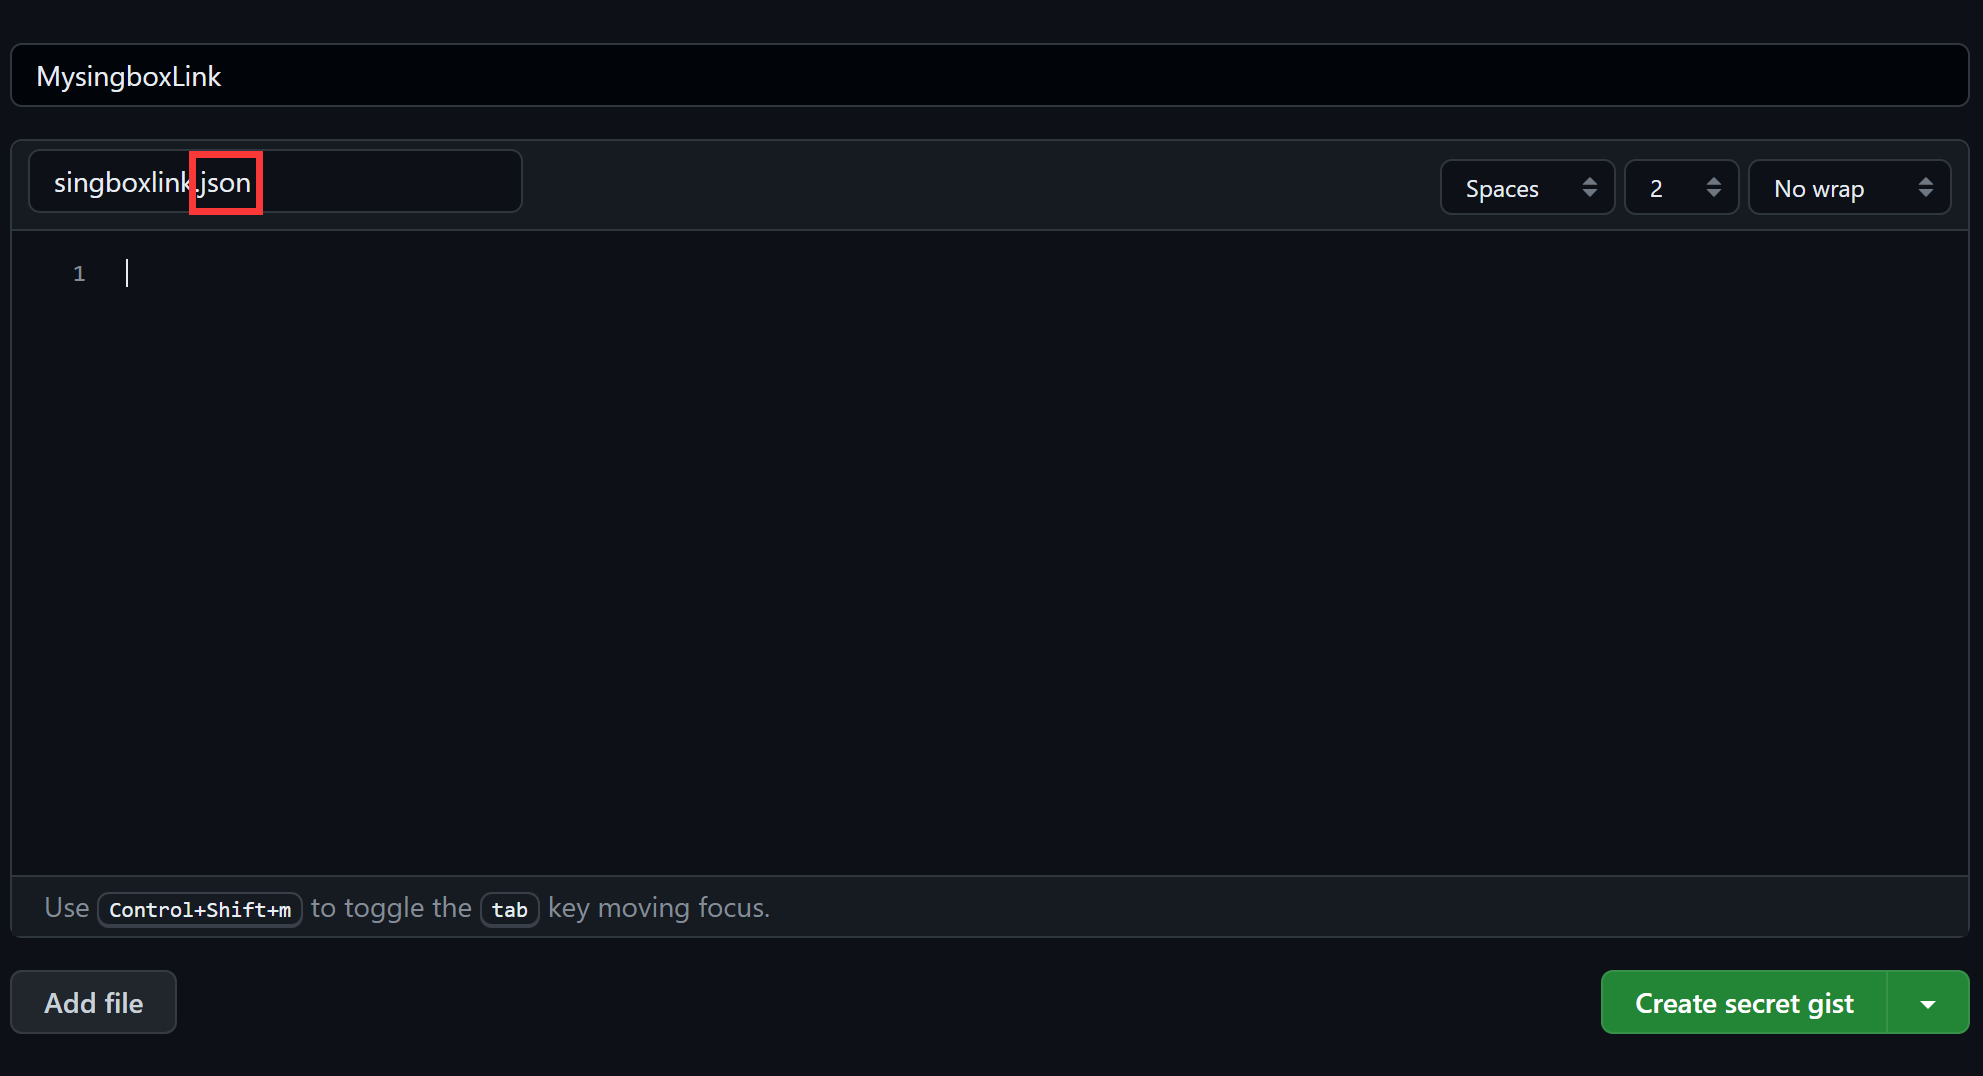 MysingboxLink
singboxlink.json
Spaces 2 No wrap
1
Use Control+Shift+m to toggle the tab key moving focus.
Add file Create secret gist